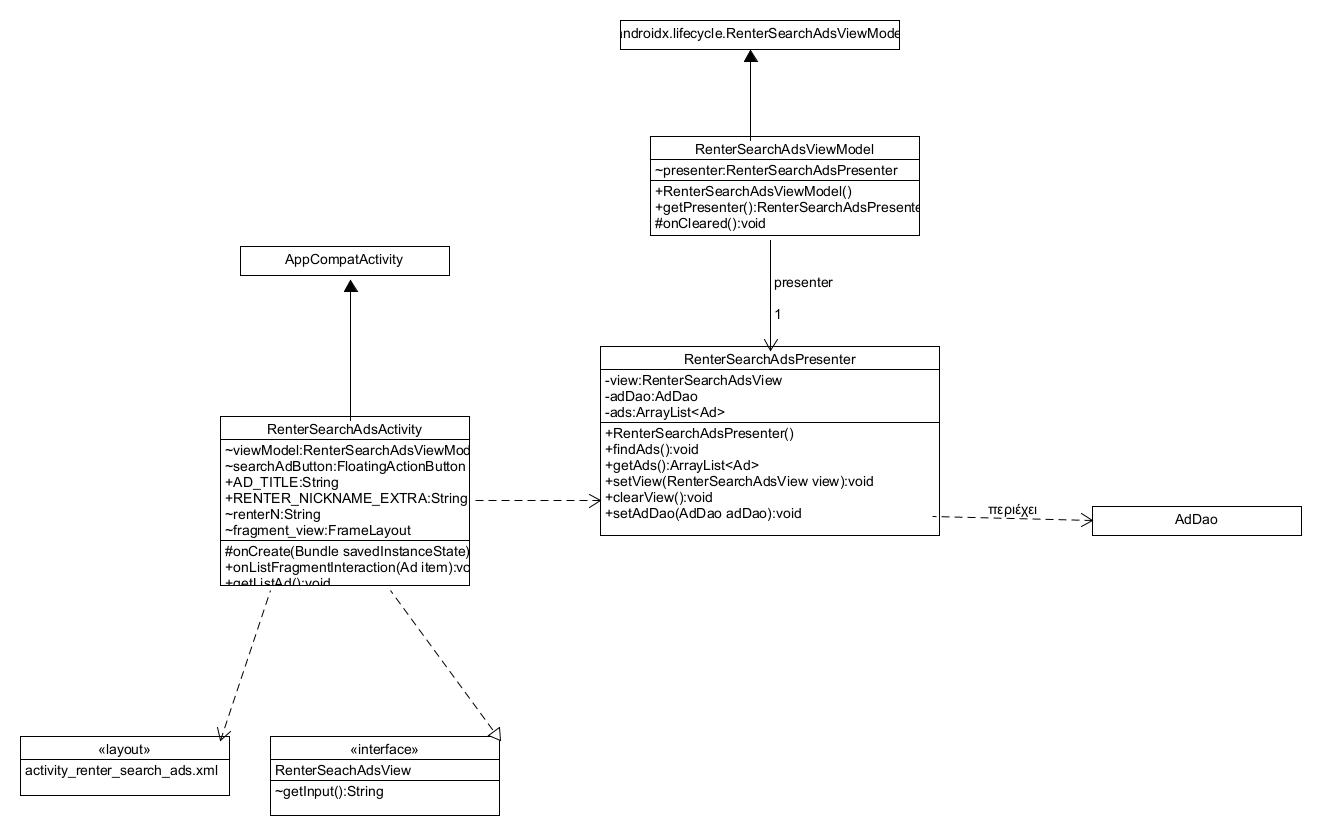 androidx.lifecycle.RenterSearchAdsViewMode
RenterSearchAdsViewModel
~presenter:RenterSearchAdsPresenter
+RenterSearchAdsViewModel()
+getPresenter():RenterSearchAdsPresente
#onCleared():void
AppCompatActivity
presenter
1
RenterSearchAdsPresenter
-view:RenterSearchAdsView
-adDao:AdDao
-ads:ArrayList<Ad>
+RenterSearchAdsPresenter()
+findAds():void
+getAds():ArrayList<Ad>
+setView(RenterSearchAdsView view):void
+clearView():void
+setAdDao(AdDao adDao):void
RenterSearchAdsActivity
~viewModel:RenterSearchAdsViewMod
~searchAdButton:FloatingActionButton
+AD_TITLE:String
+RENTER_NICKNAME_EXTRA:String
~renterN:String
~fragment_view:FrameLayout
#onCreate(Bundle savedInstanceState)
+onListFragmentInteraction(Ad item):vo
+getListAd():void
περιέχει
AdDao
«layout»
activity_renter_search_ads.xml
«interface»
RenterSeachAdsView
~getInput():String